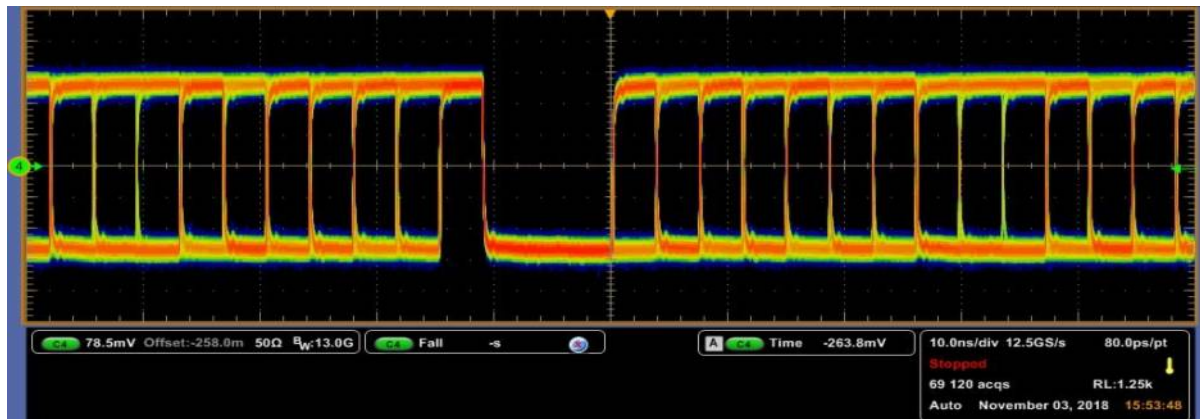 4
C4 78.5mV Offset:-258.0m 50Ω BW:13.0G
C4 Fall -s
A C4 Time -263.8mV
10.0ns/div 12.5GS/s 80.0ps/pt
Stopped
69 120 acqs RL:1.25k
Auto November 03, 2018 15:53:48